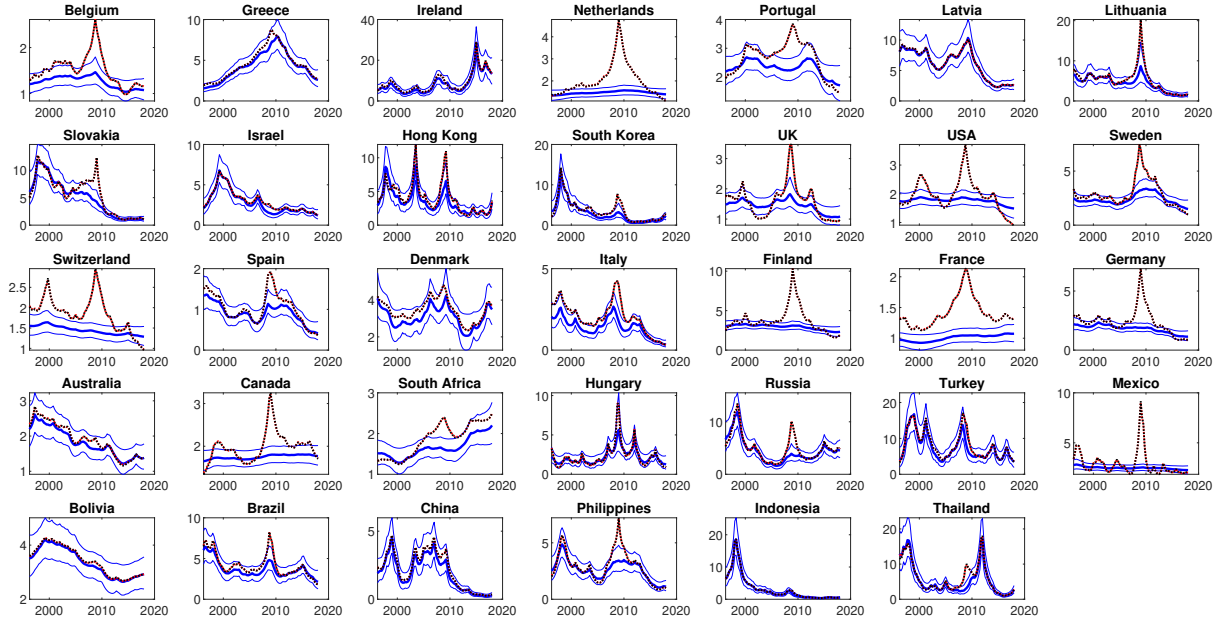 Belgium
2
1
2000 2010 2020
Greece
10
5
0
2000 2010 2020
Ireland
40
20
0
2000 2010 2020
Netherlands
4
3
2
2000 2010 2020
Portugal
4
3
2
2000 2010 2020
Latvia
10
5
0
2000 2010 2020
Lithuania
20
10
0
2000 2010 2020
Slovakia
10
5
0
2000 2010 2020
Israel
10
5
0
2000 2010 2020
Hong Kong
10
5
0
2000 2010 2020
South Korea
20
10
0
2000 2010 2020
UK
3
2
1
2000 2010 2020
USA
3
2
1
2000 2010 2020
Sweden
5
0
2000 2010 2020
Switzerland
2.5
2
1.5
1
2000 2010 2020
Spain
2
1
0
2000 2010 2020
Denmark
4
2
2000 2010 2020
Italy
5
0
2000 2010 2020
Finland
10
5
0
2000 2010 2020
France
2
1.5
1
2000 2010 2020
Germany
5
0
2000 2010 2020
Australia
3
2
1
2000 2010 2020
Canada
3
2
2000 2010 2020
South Africa
3
2
1
2000 2010 2020
Hungary
10
5
0
2000 2010 2020
Russia
10
5
0
2000 2010 2020
Turkey
15
10
5
0
2000 2010 2020
Mexico
10
5
2000 2010 2020
Bolivia
4
2
2000 2010 2020
Brazil
10
5
0
2000 2010 2020
China
5
0
2000 2010 2020
Philippines
5
0
2000 2010 2020
Indonesia
20
10
0
2000 2010 2020
Thailand
20
10
0
2000 2010 2020